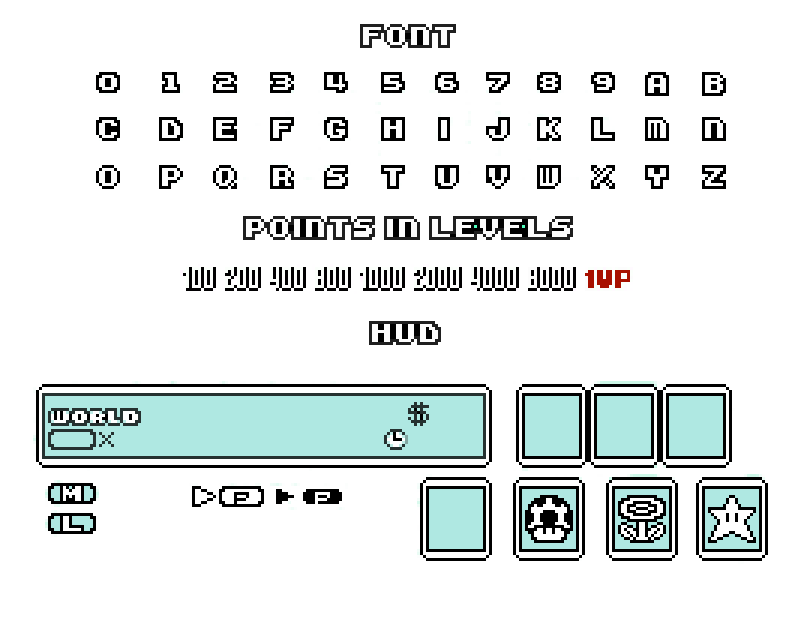 FONT
0 1 2 3 4 5 6 7 8 9 A B
C D E F G H I J K L M N
O P Q R S T U V W X Y Z
POINTS IN LEVELS
100 200 400 800 1000 2000 4000 8000 1UP
HUD
WORLD $
X
M P P
L